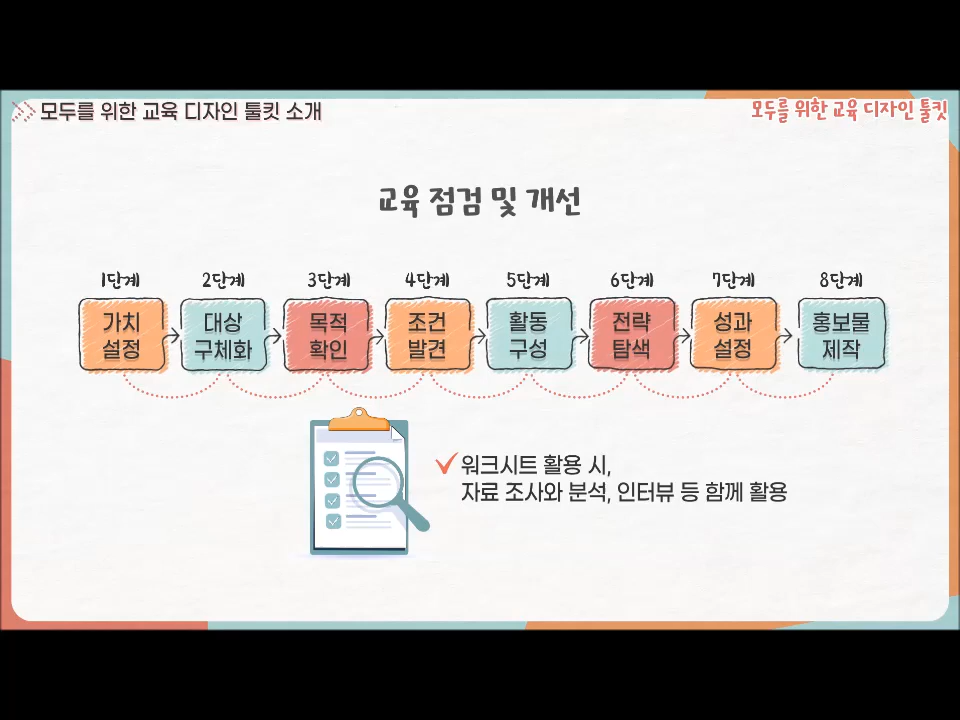 모두를 위한 교육 디자인 툴킷 소개
모두를 위한 교육 디자인 툴킷
교육 점검 및 개선
1단계
2단계
3단계
4단계
5단계
6단계
7단계
8단계
가치
설정
대상
구체화
목적
확인
조건
발견
활동
구성
전략
탐색
성과
설정
홍보물
제작
워크시트 활용 시,
자료 조사와 분석, 인터뷰 등 함께 활용